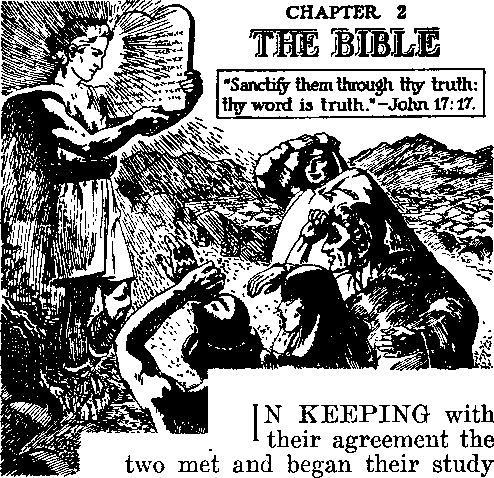 CHAPTER 2
THE BIBLE
"Sanctify them through thy truth:
thy word is truth."—John 17:17.
IN KEEPING with
their agreement the
two met and began their study